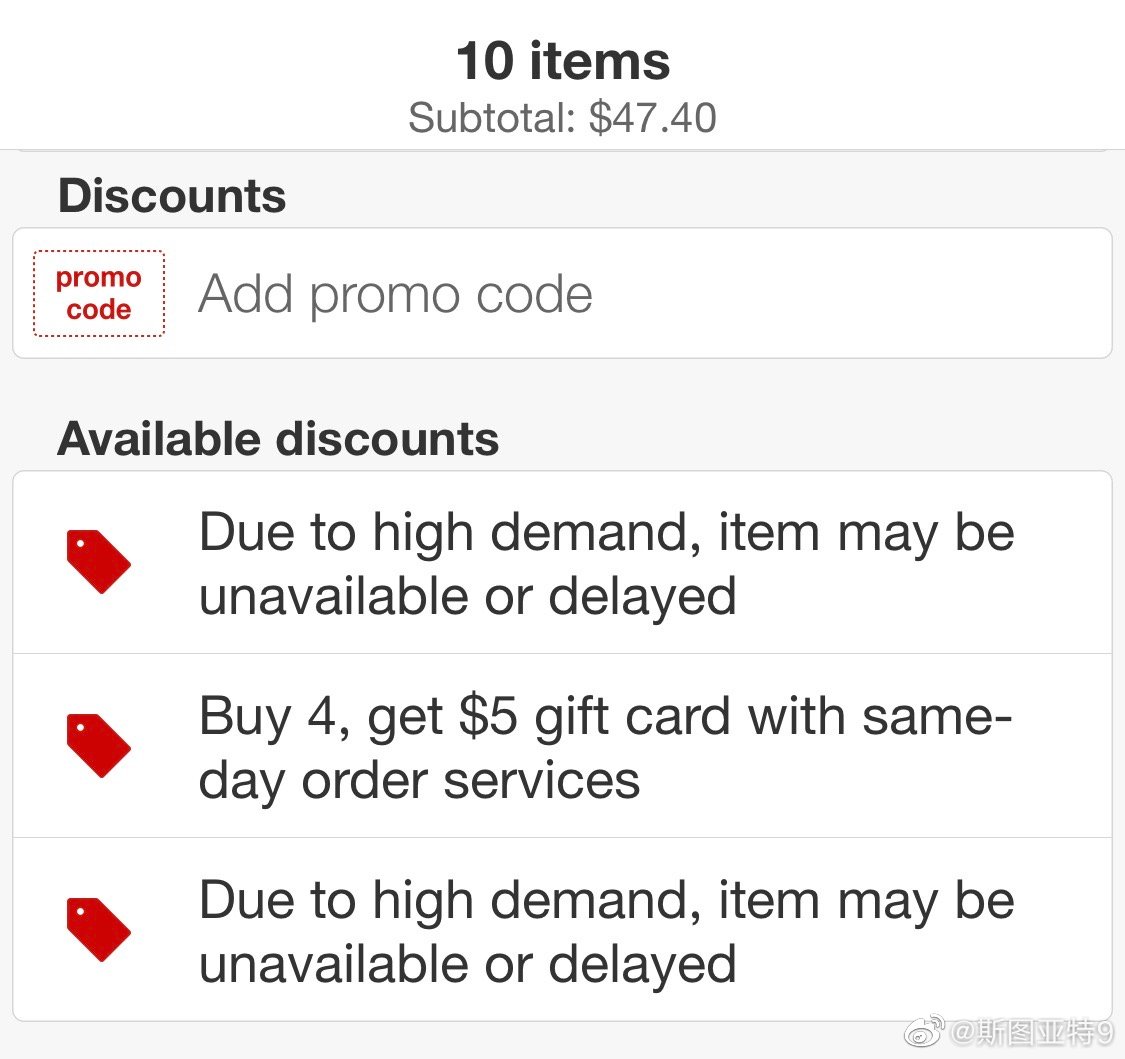 10 items
Subtotal: $47.40
Discounts
promo
code
Add promo code
Available discounts
Due to high demand, item may be
unavailable or delayed
Buy 4, get $5 gift card with same-
day order services
Due to high demand, item may be
unavailable or delayed
@斯图亚特9